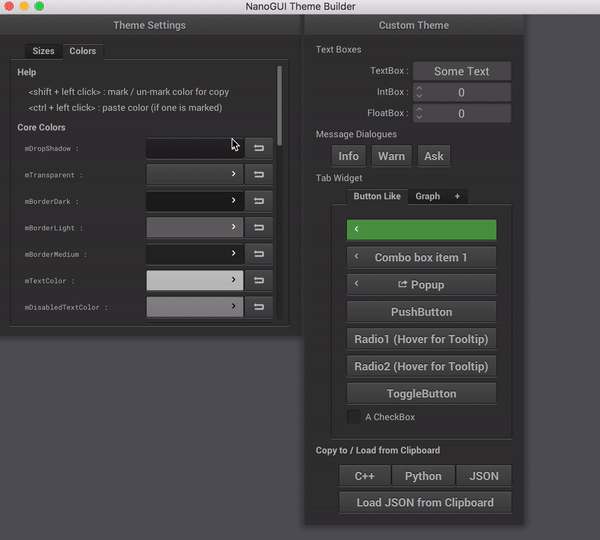 NanoGUI Theme Builder
Theme Settings
Sizes Colors
Help
<shift + left click> : mark / un-mark color for copy
<ctrl + left click> : paste color (if one is marked)
Core Colors
mDropShadow :
mTransparent :
mBorderDark :
mBorderLight :
mBorderMedium :
mTextColor :
mDisabledTextColor :
Custom Theme
Text Boxes
TextBox : Some Text
IntBox : 0
FloatBox : 0
Message Dialogues
Info Warn Ask
Tab Widget
Button Like Graph +
Combo box item 1
Popup
PushButton
Radio1 (Hover for Tooltip)
Radio2 (Hover for Tooltip)
ToggleButton
A CheckBox
Copy to / Load from Clipboard
C++ Python JSON
Load JSON from Clipboard